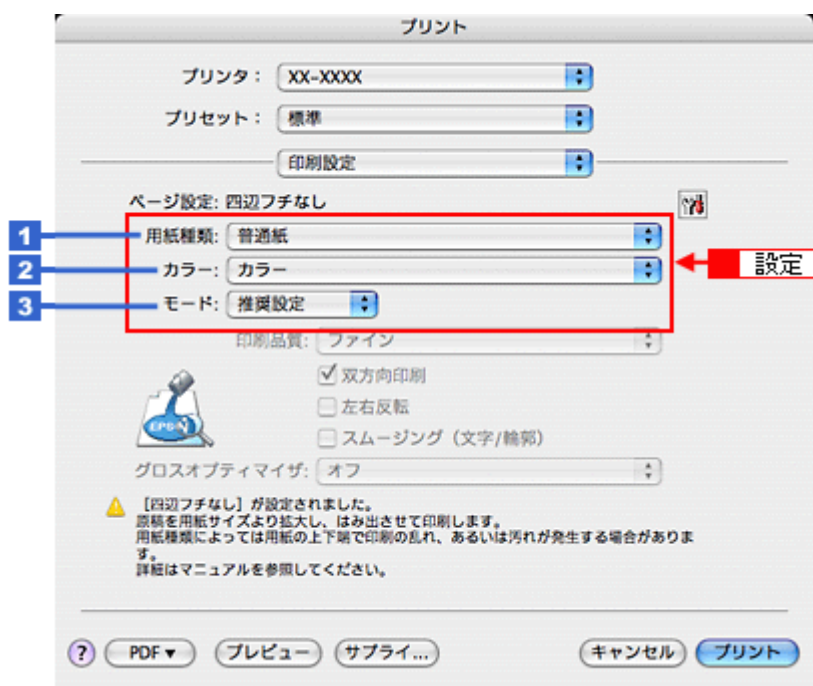 プリント
プリンタ： XX-XXXX
プリセット： 標準
印刷設定
ページ設定: 四辺フチなし
1 用紙種類: 普通紙
2 カラー: カラー
設定
3 モード: 推奨設定
印刷品質: ファイン
双方向印刷
左右反転
スムージング（文字/輪郭）
EPSON
グロスオプティマイザ: オフ
［四辺フチなし］が設定されました。
原稿を用紙サイズより拡大し、はみ出させて印刷します。
用紙種類によっては用紙の上下端で印刷の乱れ、あるいは汚れが発生する場合がありま
す。
詳細はマニュアルを参照してください。
? PDF▼ プレビュー サプライ... キャンセル プリント